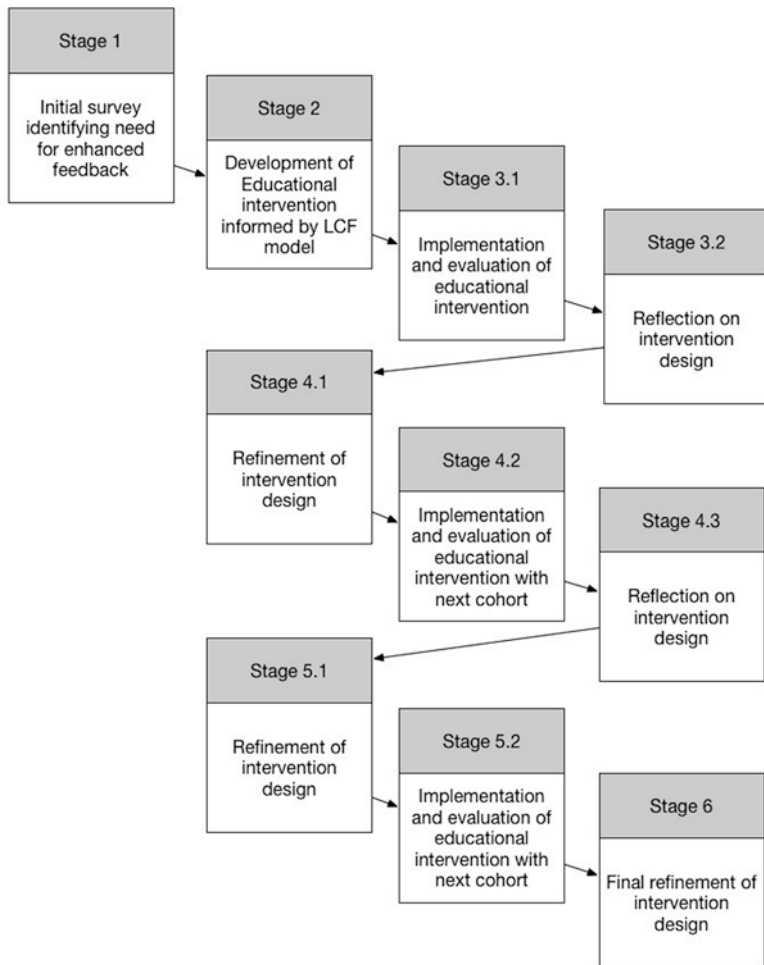 Stage 1
Initial survey
identifying need
for enhanced
feedback
Stage 2
Development of
Educational
intervention
informed by LCF
model
Stage 3.1
Implementation
and evaluation of
educational
intervention
Stage 3.2
Reflection on
intervention
design
Stage 4.1
Refinement of
intervention
design
Stage 4.2
Implementation
and evaluation of
educational
intervention with
next cohort
Stage 4.3
Reflection on
intervention
design
Stage 5.1
Refinement of
intervention
design
Stage 5.2
Implementation
and evaluation of
educational
intervention with
next cohort
Stage 6
Final refinement of
intervention
design